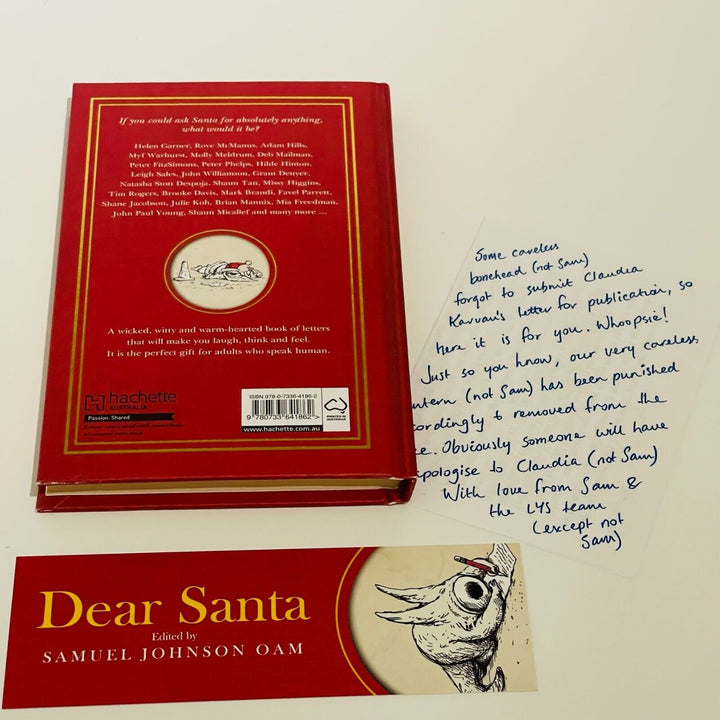 If you could ask Santa for absolutely anything,
what would it be?
Helen Garner, Rove McManus, Adam Hills,
Myf Warhurst, Molly Meldrum, Deb Mailman,
Peter FitzSimons, Peter Phelps, Hilde Hinton,
Leigh Sales, John Williamson, Grant Denyer,
Natasha Stott Despoja, Shaun Tan, Missy Higgins,
Tim Rogers, Brooke Davis, Mark Brandi, Favel Parrett,
Shane Jacobson, Julie Koh, Brian Mannix, Mia Freedman,
John Paul Young, Shaun Micallef and many more ...
A wicked, witty and warm-hearted book of letters
that will make you laugh, think and feel.
It is the perfect gift for adults who speak human.
hachette
AUSTRALIA
Passion. Shared
ISBN 978-0-7336-4186-2
9 780733 641862 >
www.hachette.com.au
PRINTED IN
AUSTRALIA
Some careless
bonehead (not Sam)
forgot to submit Claudia
Karvan's letter for publication, so
here it is for you. Whoopsie!
Just so you know, our very careless
intern (not Sam) has been punished
accordingly & removed from the
Obviously someone will have
apologise to Claudia (not Sam)
With love from Sam &
the LYS team
(except not
Sam)
Dear Santa
Edited by
SAMUEL JOHNSON OAM